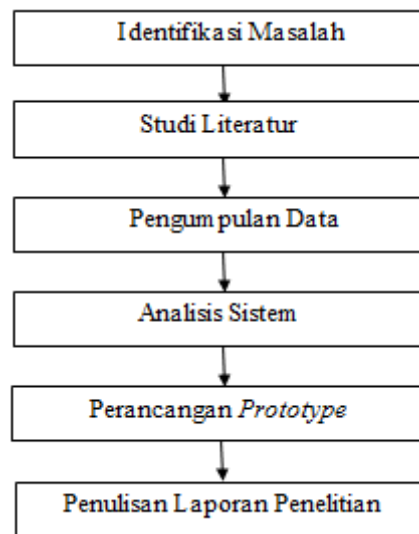 Identifikasi Masalah
Studi Literatur
Pengumpulan Data
Analisis Sistem
Perancangan Prototype
Penulisan Laporan Penelitian